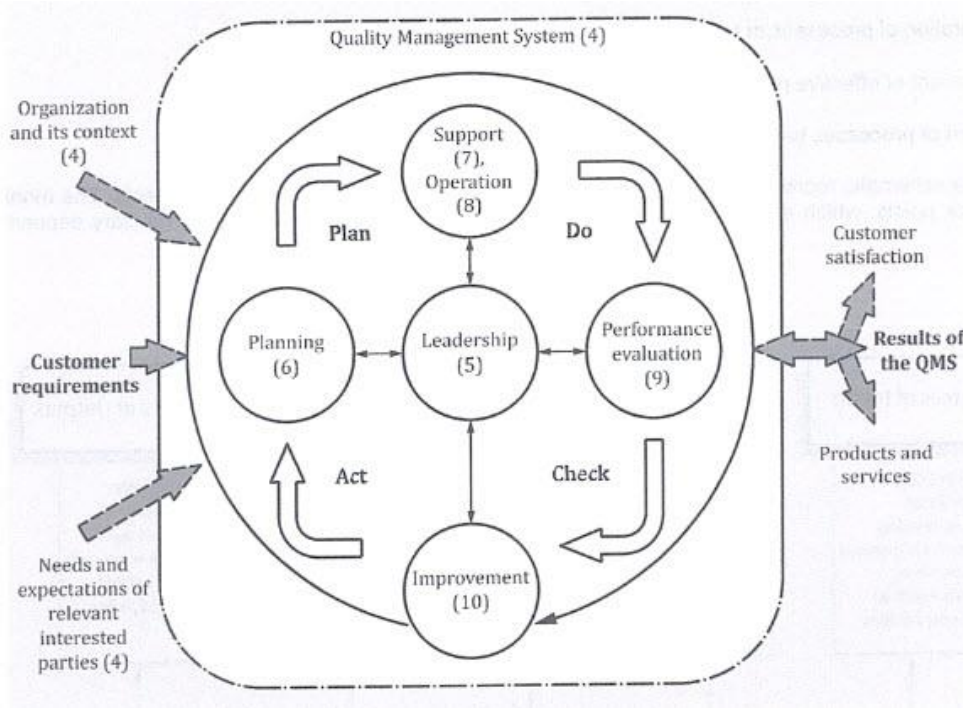 Quality Management System (4)
Organization
and its context
(4)
Support
(7),
Operation
(8)
Plan
Do
Customer
satisfaction
Planning
(6)
Leadership
(5)
Performance
evaluation
(9)
Customer
requirements
Results of
the QMS
Act
Check
Products and
services
Improvement
(10)
Needs and
expectations of
relevant
interested
parties (4)